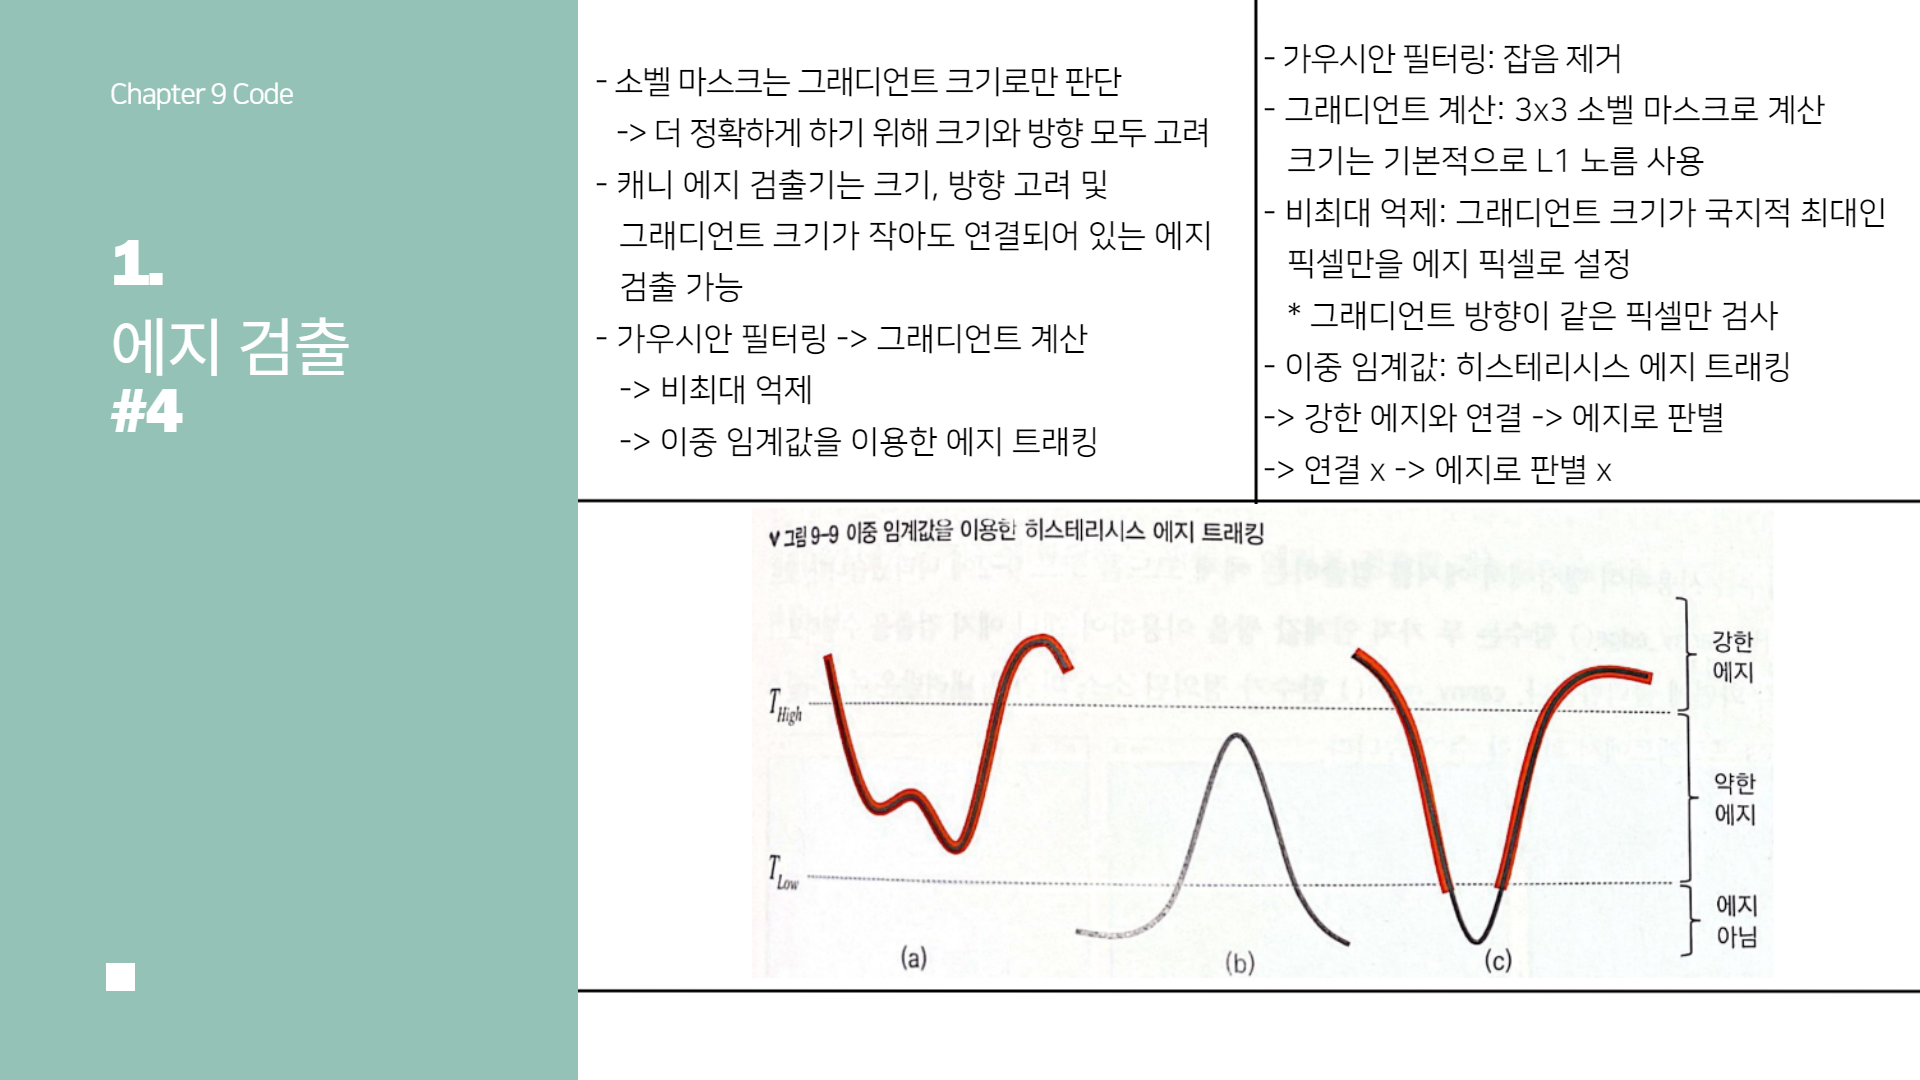 Chapter 9 Code
1.
에지 검출
#4
- 소벨 마스크는 그래디언트 크기로만 판단
-> 더 정확하게 하기 위해 크기와 방향 모두 고려
- 캐니 에지 검출기는 크기, 방향 고려 및
그래디언트 크기가 작아도 연결되어 있는 에지
검출 가능
- 가우시안 필터링 -> 그래디언트 계산
-> 비최대 억제
-> 이중 임계값을 이용한 에지 트래킹
- 가우시안 필터링: 잡음 제거
- 그래디언트 계산: 3x3 소벨 마스크로 계산
크기는 기본적으로 L1 노름 사용
- 비최대 억제: 그래디언트 크기가 국지적 최대인
픽셀만을 에지 픽셀로 설정
* 그래디언트 방향이 같은 픽셀만 검사
- 이중 임계값: 히스테리시스 에지 트래킹
-> 강한 에지와 연결 -> 에지로 판별
-> 연결 x -> 에지로 판별 x
∨ 그림 9-9 이중 임계값을 이용한 히스테리시스 에지 트래킹
강한
에지
T High
약한
에지
T Low
에지
아님
(a)
(b)
(c)